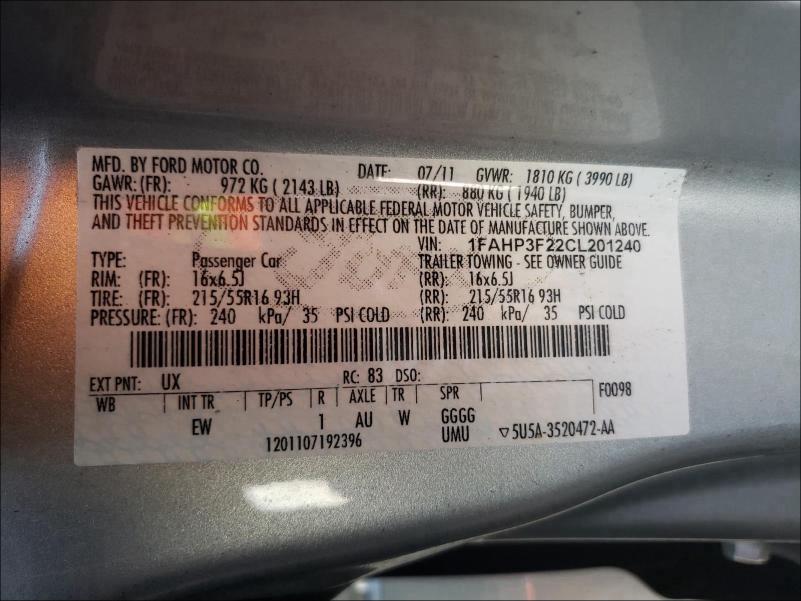 MFD. BY FORD MOTOR CO. DATE: 07/11 GVWR: 1810 KG ( 3990 LB)
GAWR: (FR): 972 KG ( 2143 LB) (RR): 880 KG ( 1940 LB)
THIS VEHICLE CONFORMS TO ALL APPLICABLE FEDERAL MOTOR VEHICLE SAFETY, BUMPER,
AND THEFT PREVENTION STANDARDS IN EFFECT ON THE DATE OF MANUFACTURE SHOWN ABOVE.
VIN: 1FAHP3F22CL201240
TYPE: Passenger Car TRAILER TOWING - SEE OWNER GUIDE
RIM: (FR): 16x6.5J (RR): 16x6.5J
TIRE: (FR): 215/55R16 93H (RR): 215/55R16 93H
PRESSURE: (FR): 240 kPa/ 35 PSI COLD (RR): 240 kPa/ 35 PSI COLD
EXT PNT: UX RC: 83 DSO:
WB INT TR TP/PS R AXLE TR SPR F0098
EW 1 AU W GGGG
1201107192396 UMU ▽5U5A-3520472-AA